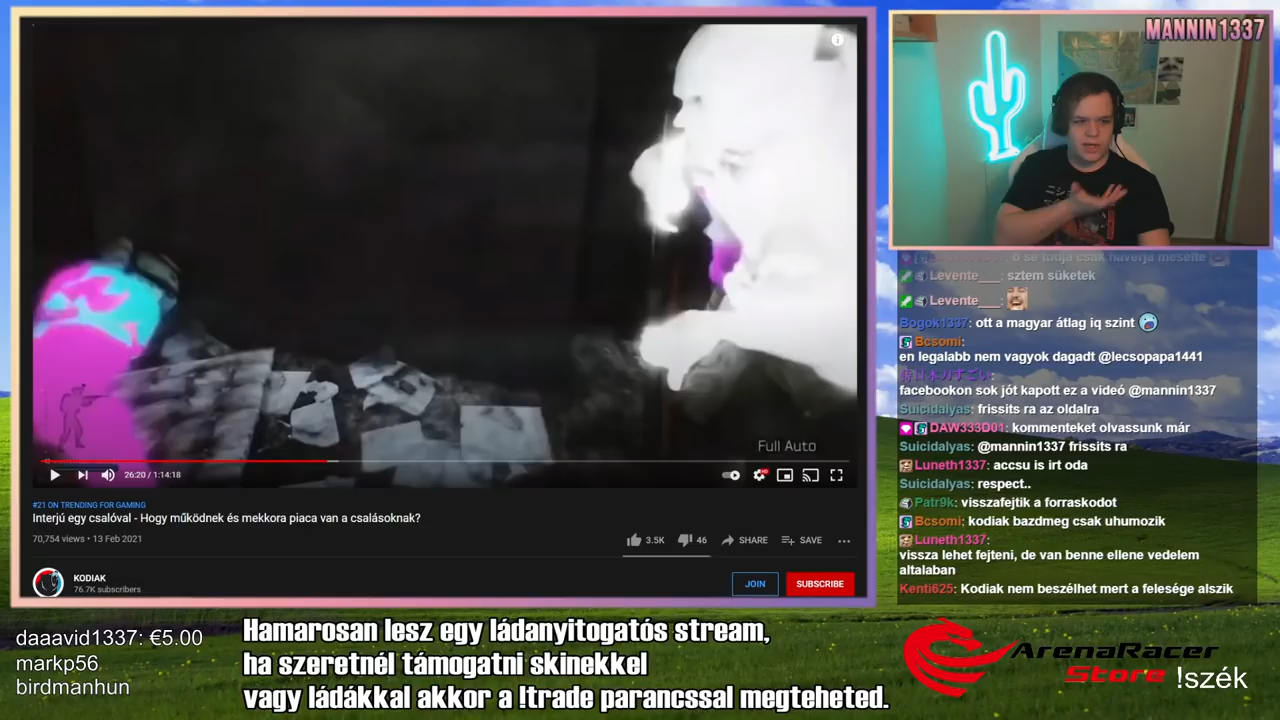 MANNIN1337
Full Auto
26:20 / 1:14:18
#21 ON TRENDING FOR GAMING
Interjú egy csalóval - Hogy működnek és mekkora piaca van a csalásoknak?
70,754 views • 13 Feb 2021
3.5K
46
SHARE
SAVE
KODIAK
76.7K subscribers
JOIN
SUBSCRIBE
ő se tudja csak haverja mesélte
Levente___: sztem süketek
Levente___:
Bogok1337: ott a magyar átlag iq szint
Bcsomi:
en legalabb nem vagyok dagadt @lecsopapa1441
facebookon sok jót kapott ez a videó @mannin1337
Suicidalyas: frissits ra az oldalra
DAW333D01: kommenteket olvassunk már
Suicidalyas: @mannin1337 frissits ra
Luneth1337: accsu is irt oda
Suicidalyas: respect..
Patr9k: visszafejtik a forraskodot
Bcsomi: kodiak bazdmeg csak uhumozik
Luneth1337:
vissza lehet fejteni, de van benne ellene vedelem
altalaban
Kenti625: Kodiak nem beszélhet mert a felesége alszik
daaavid1337: €5.00
markp56
birdmanhun
Hamarosan lesz egy ládanyitogatós stream,
ha szeretnél támogatni skinekkel
vagy ládákkal akkor a !trade parancssal megteheted.
ArenaRacer
Store
!szék